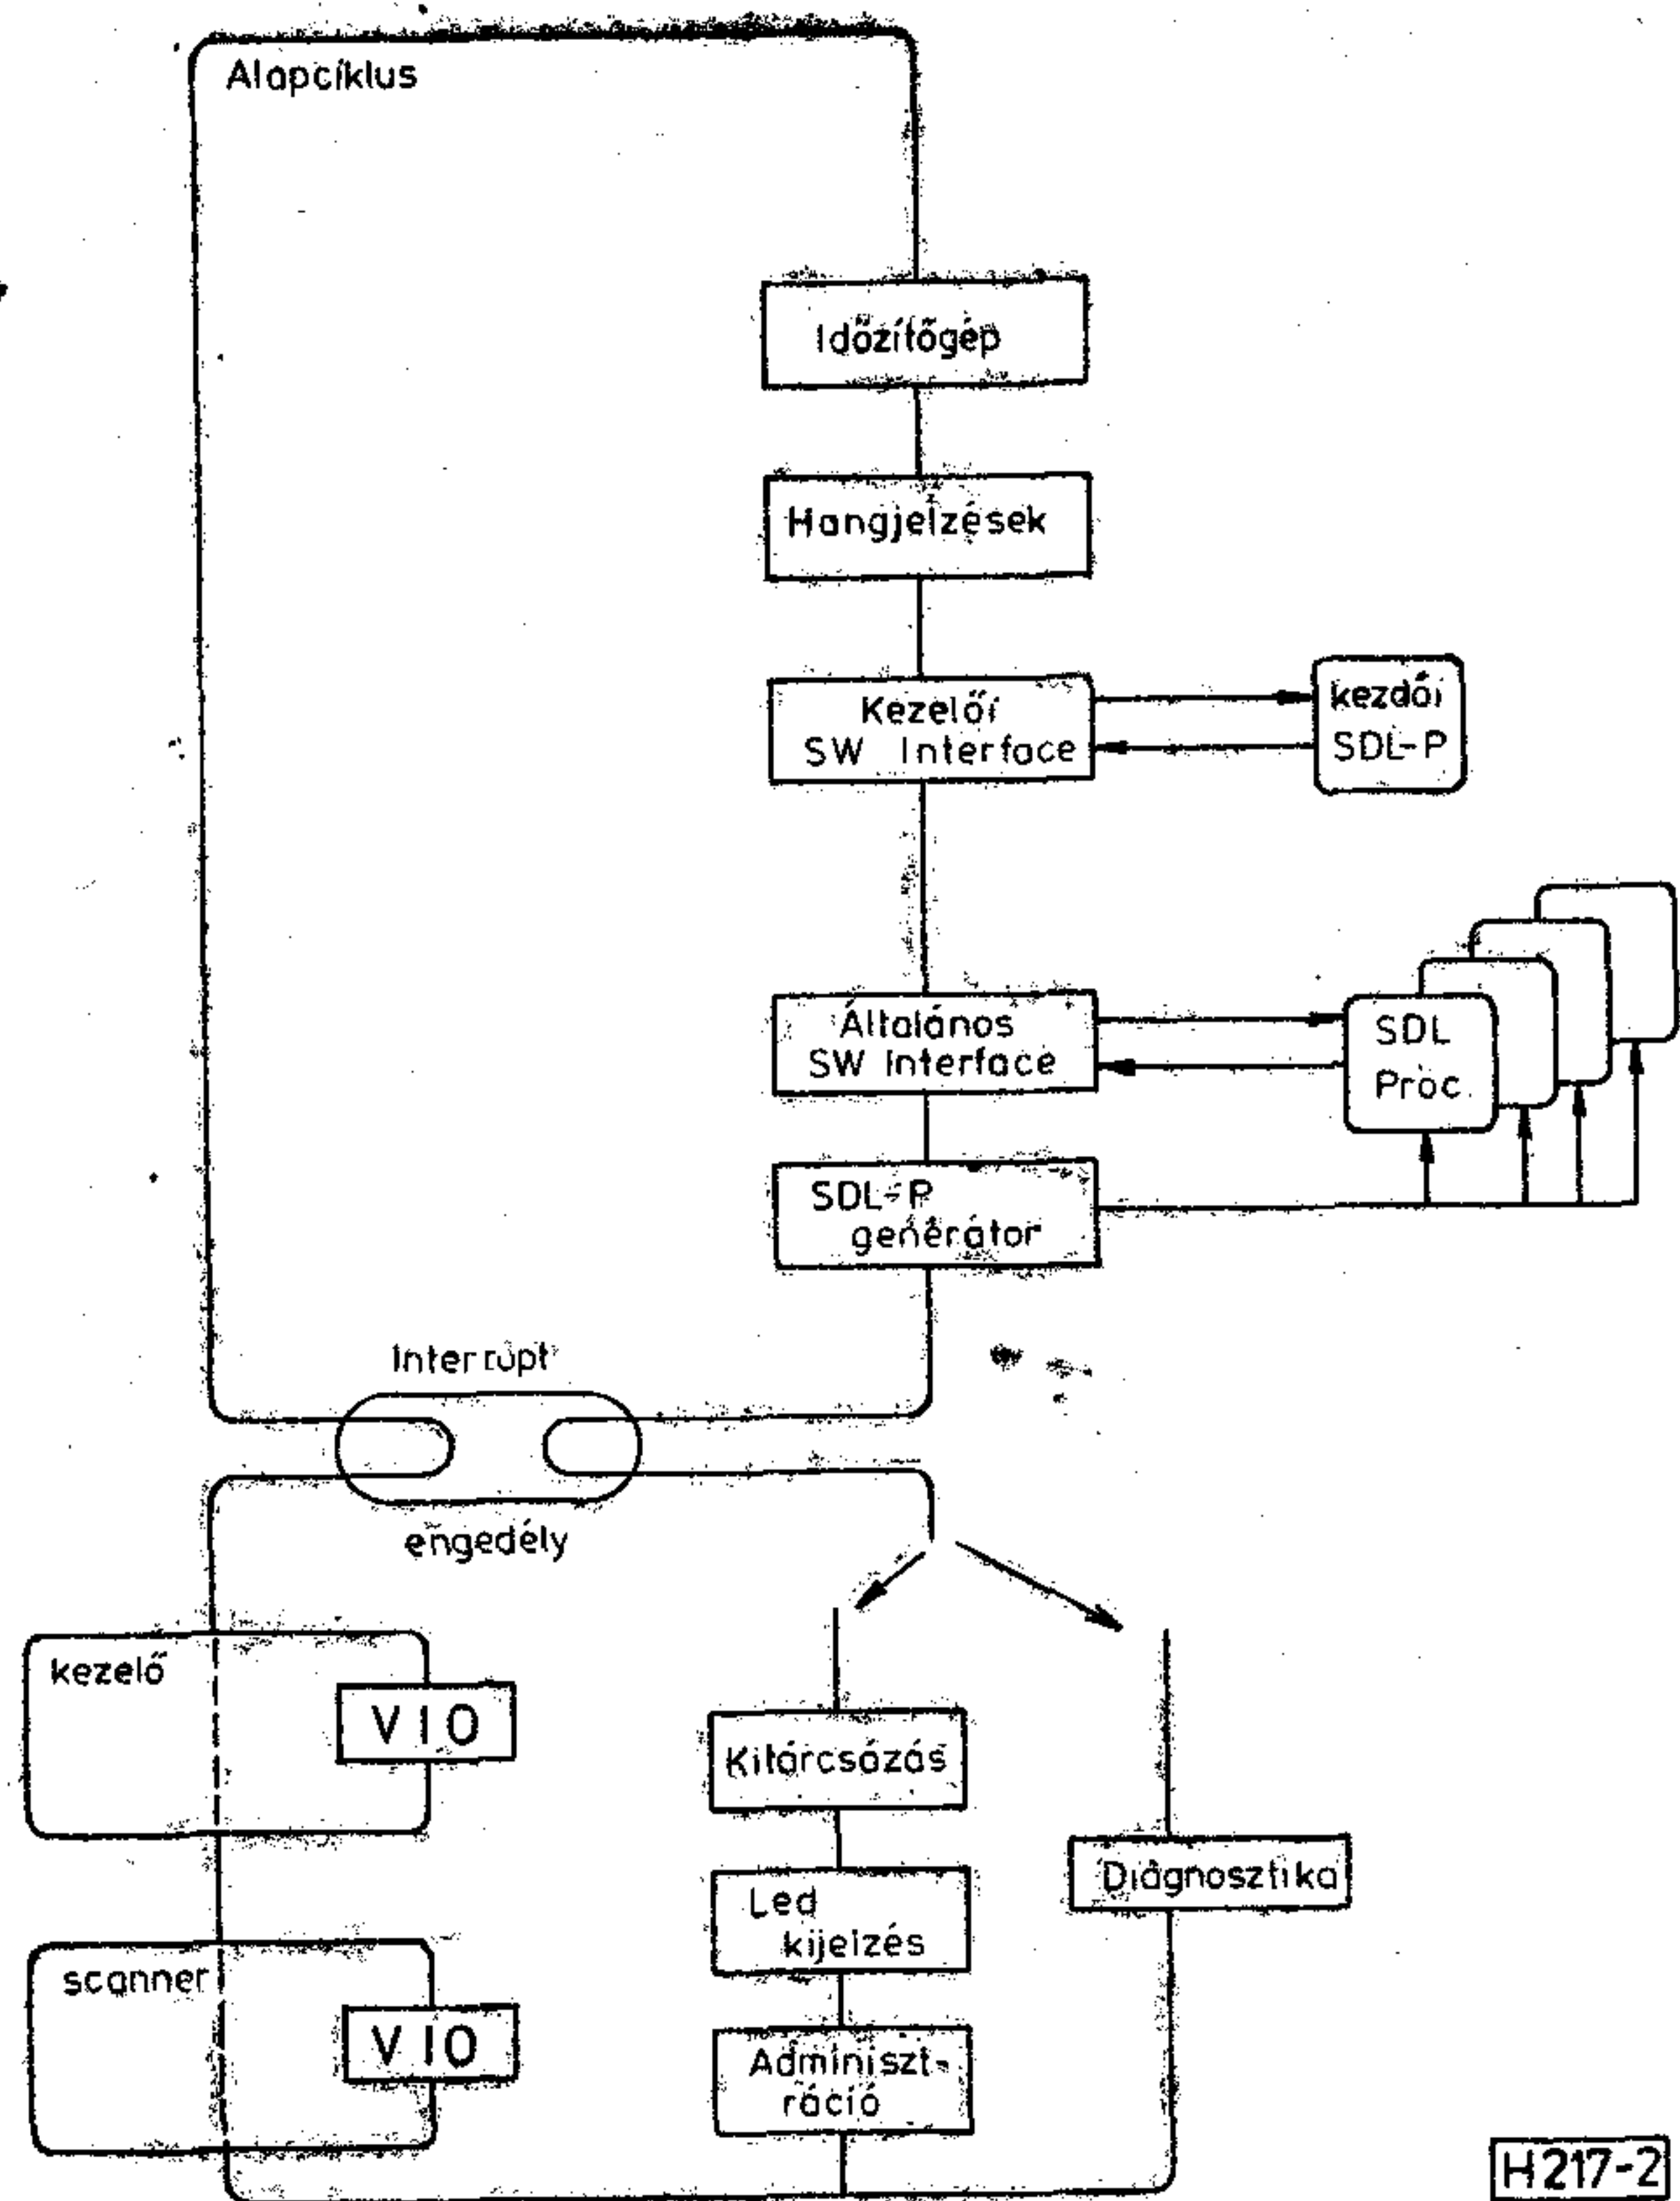 Alapcíklus
Időzítőgép
Hangjelzések
Kezelői
SW Interface
kezdői
SDL-P
Általános
SW Interface
SDL
Proc.
SDL-P
generátor
Interrupt
engedély
kezelő
VIO
Kitárcsázás
Led
kijelzés
Diagnosztika
scanner
VIO
Adminiszt-
ráció
H217-2